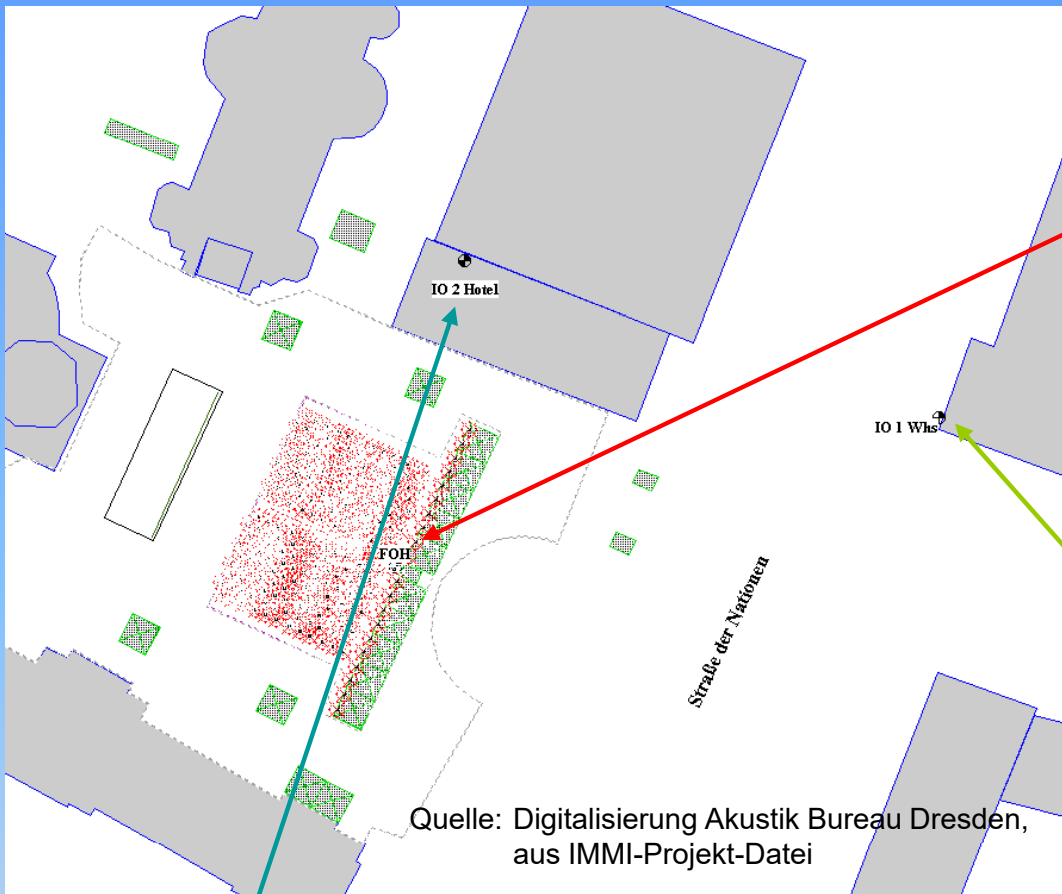 IO 2 Hotel
IO 1 Whs
FOH
Straße der Nationen
Quelle: Digitalisierung Akustik Bureau Dresden,
aus IMMI-Projekt-Datei